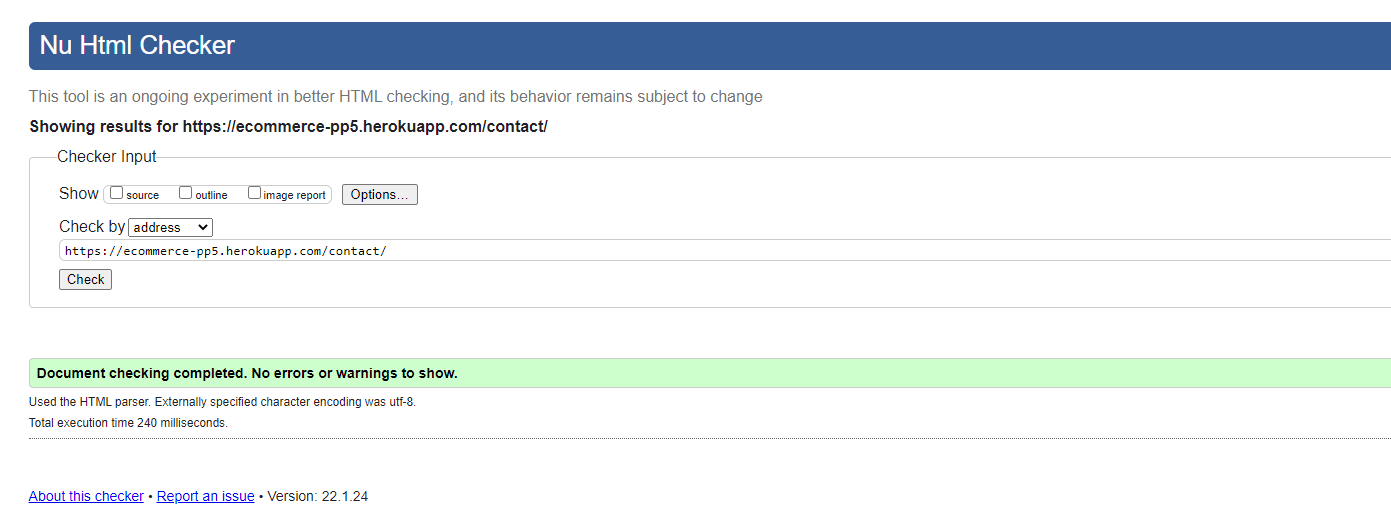 Nu Html Checker
This tool is an ongoing experiment in better HTML checking, and its behavior remains subject to change
Showing results for https://ecommerce-pp5.herokuapp.com/contact/
Checker Input
Show source outline image report Options...
Check by address
https://ecommerce-pp5.herokuapp.com/contact/
Check
Document checking completed. No errors or warnings to show.
Used the HTML parser. Externally specified character encoding was utf-8.
Total execution time 240 milliseconds.
About this checker • Report an issue • Version: 22.1.24